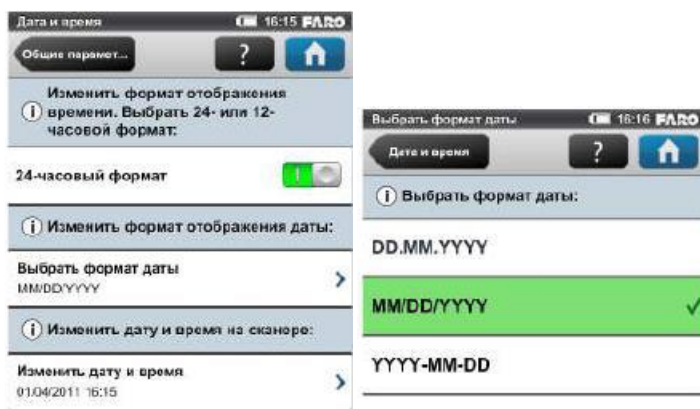 Дата и время 16:15 FARO
Общие парамет... ?
Изменить формат отображения
времени. Выбрать 24- или 12-
часовой формат:
24-часовый формат
Изменить формат отображения даты:
Выбрать формат даты
MM/DD/YYYY
Изменить дату и время на сканере:
Изменить дату и время
01/04/2011 16:15
Выбрать формат даты 16:16 FARO
Дата и время ?
Выбрать формат даты:
DD.MM.YYYY
MM/DD/YYYY
YYYY-MM-DD